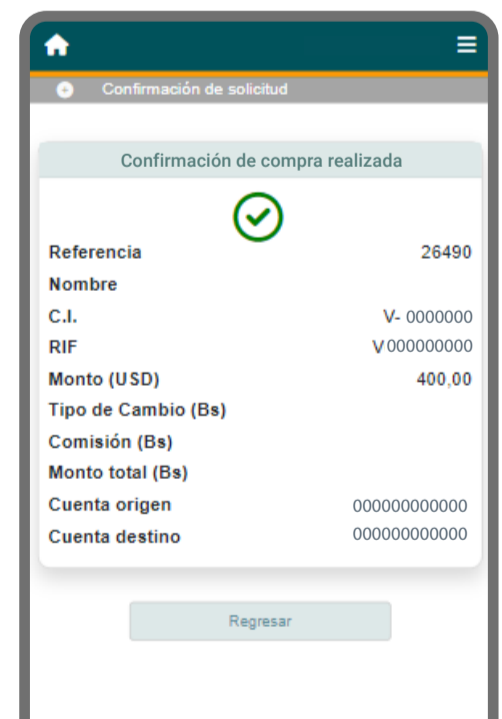 Confirmación de solicitud
Confirmación de compra realizada
Referencia 26490
Nombre
C.I. V- 0000000
RIF V000000000
Monto (USD) 400,00
Tipo de Cambio (Bs)
Comisión (Bs)
Monto total (Bs)
Cuenta origen 000000000000
Cuenta destino 000000000000
Regresar